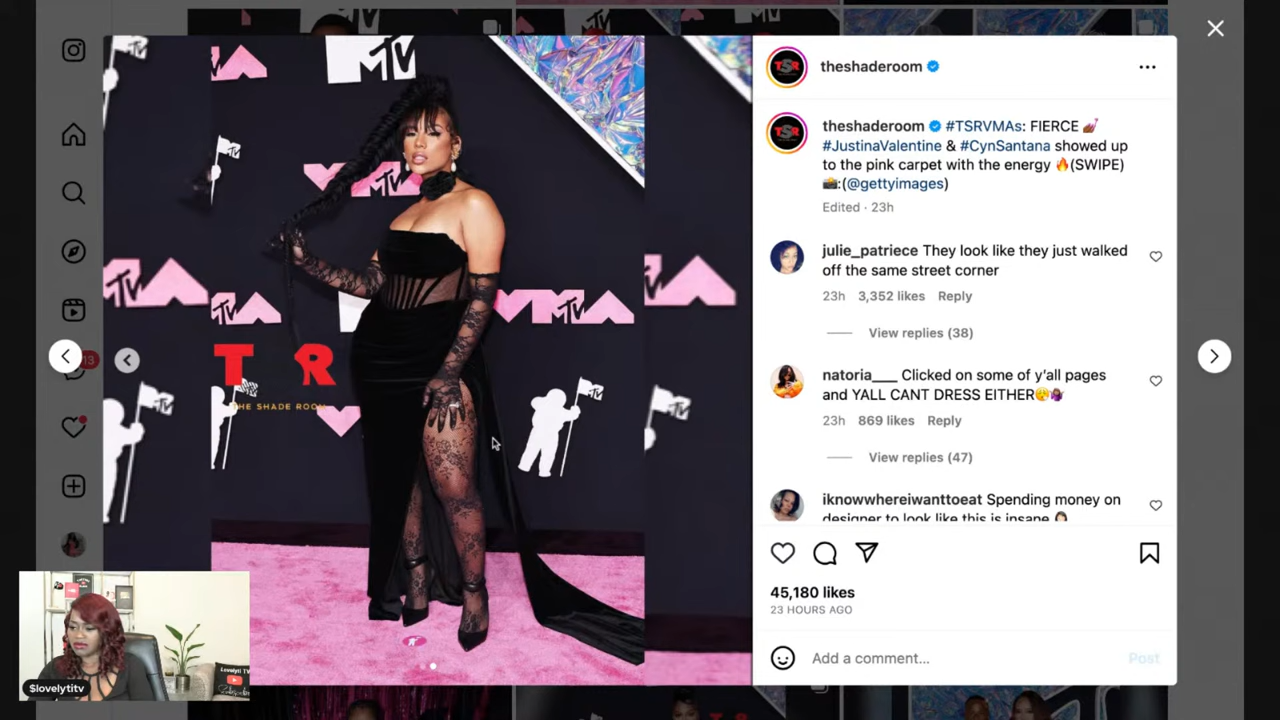 theshaderoom
theshaderoom #TSRVMAs: FIERCE 💅🏽
#JustinaValentine & #CynSantana showed up
to the pink carpet with the energy 🔥(SWIPE)
📸:(@gettyimages)
Edited · 23h
julie_patriece They look like they just walked
off the same street corner
23h 3,352 likes Reply
View replies (38)
natoria___ Clicked on some of y'all pages
and YALL CANT DRESS EITHER
23h 869 likes Reply
View replies (47)
iknowwhereiwanttoeat Spending money on
designer to look like this is insane
45,180 likes
23 HOURS AGO
Add a comment...
Post
MTV
VMA
T R
THE SHADE ROOM
13
$lovelytitv